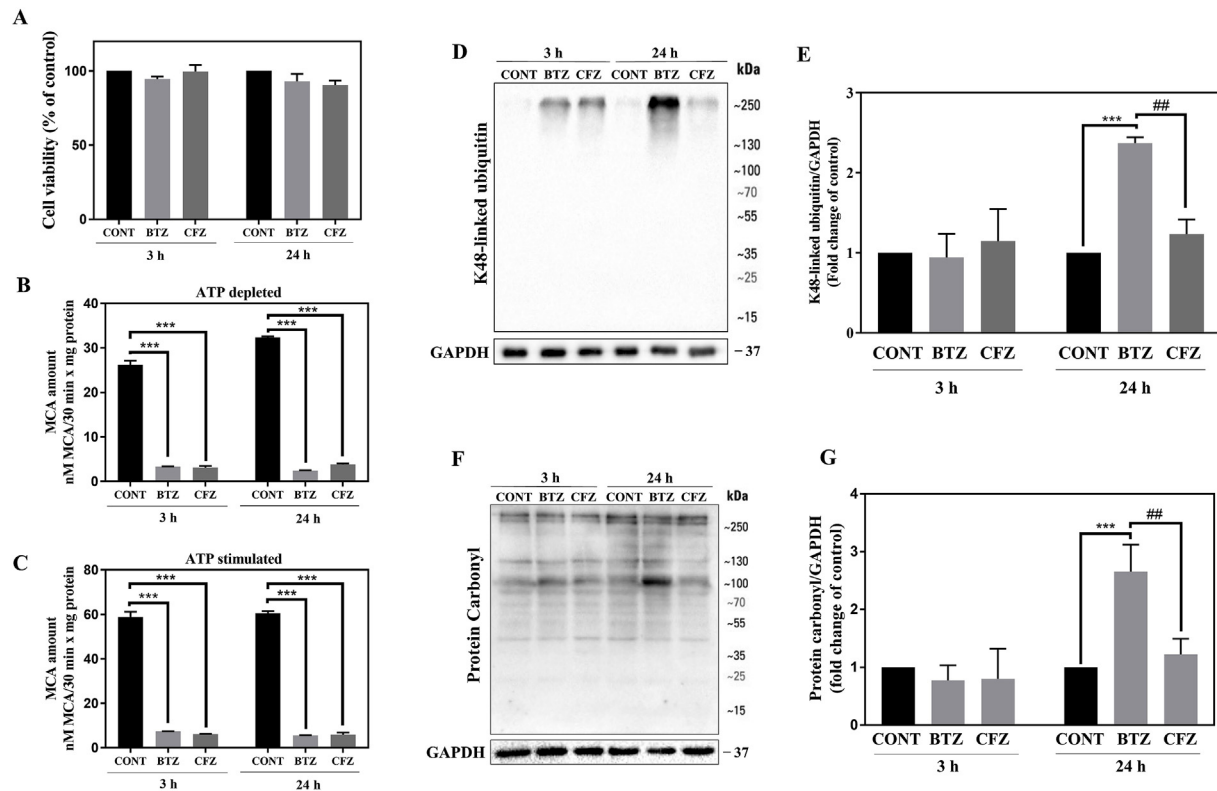 A
Cell viability (% of control)
100
50
0
CONT BTZ CFZ CONT BTZ CFZ
3 h 24 h
B
ATP depleted
MCA amount
nM MCA/30 min x mg protein
40
30
20
10
0
*** *** *** ***
CONT BTZ CFZ CONT BTZ CFZ
3 h 24 h
C
ATP stimulated
MCA amount
nM MCA/30 min x mg protein
80
60
40
20
0
*** *** *** ***
CONT BTZ CFZ CONT BTZ CFZ
3 h 24 h
D
3 h 24 h
CONT BTZ CFZ CONT BTZ CFZ kDa
K48-linked ubiquitin
~250
~130
~100
~70
~55
~35
~25
~15
GAPDH –37
E
K48-linked ubiquitin/GAPDH
(Fold change of control)
3
2
1
0
*** ##
CONT BTZ CFZ CONT BTZ CFZ
3 h 24 h
F
3 h 24 h
CONT BTZ CFZ CONT BTZ CFZ kDa
Protein Carbonyl
~250
~130
~100
~70
~55
~35
~25
~15
GAPDH –37
G
Protein carbonyl/GAPDH
(fold change of control)
4
3
2
1
0
*** ##
CONT BTZ CFZ CONT BTZ CFZ
3 h 24 h